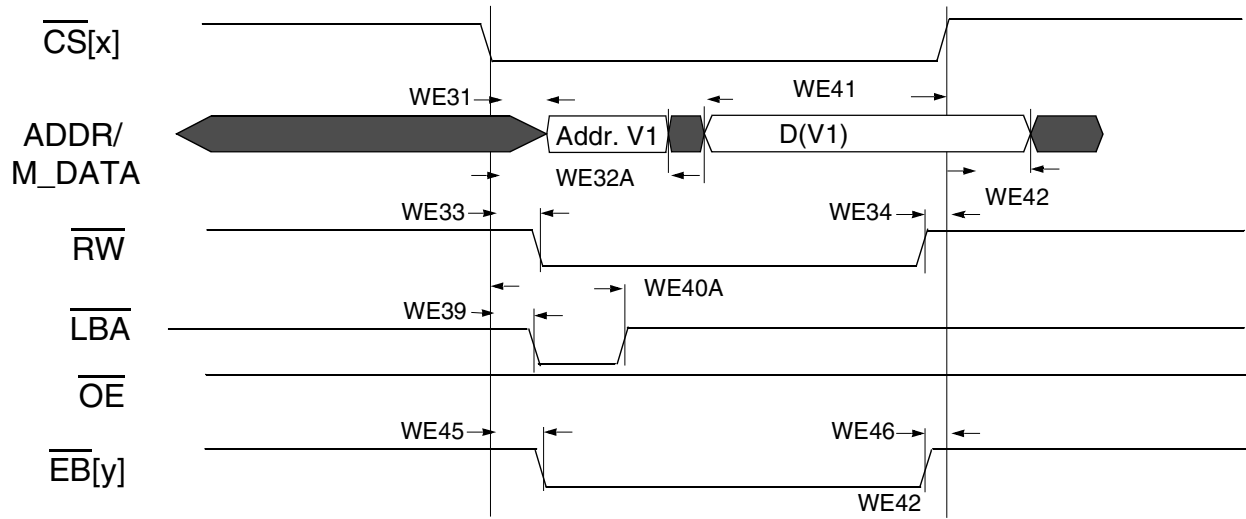 CS[x]
WE31
WE41
ADDR/
M_DATA
Addr. V1
D(V1)
WE32A
WE42
WE33
WE34
RW
WE40A
WE39
LBA
OE
WE45
WE46
EB[y]
WE42